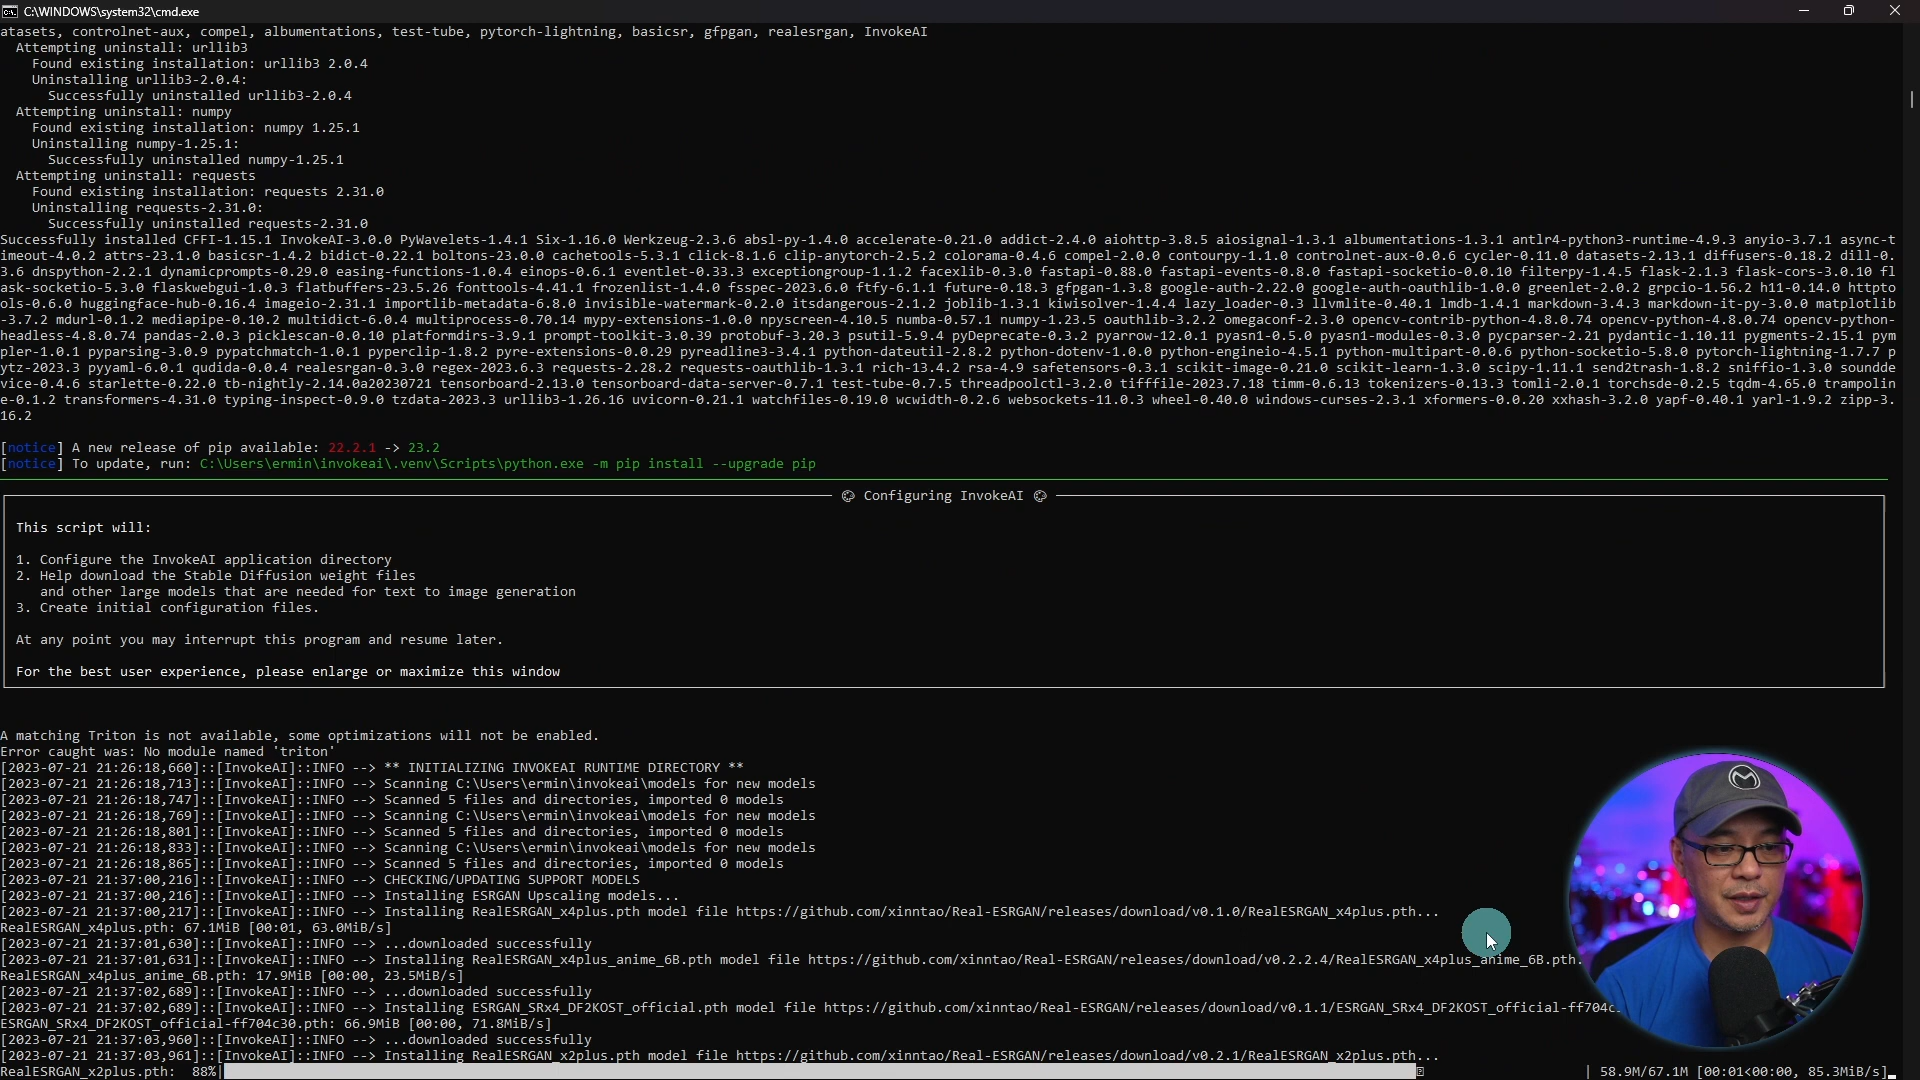 C:\WINDOWS\system32\cmd.exe
atasets, controlnet-aux, compel, albumentations, test-tube, pytorch-lightning, basicsr, gfpgan, realesrgan, InvokeAI
Attempting uninstall: urllib3
Found existing installation: urllib3 2.0.4
Uninstalling urllib3-2.0.4:
Successfully uninstalled urllib3-2.0.4
Attempting uninstall: numpy
Found existing installation: numpy 1.25.1
Uninstalling numpy-1.25.1:
Successfully uninstalled numpy-1.25.1
Attempting uninstall: requests
Found existing installation: requests 2.31.0
Uninstalling requests-2.31.0:
Successfully uninstalled requests-2.31.0
Successfully installed CFFI-1.15.1 InvokeAI-3.0.0 PyWavelets-1.4.1 Six-1.16.0 Werkzeug-2.3.6 absl-py-1.4.0 accelerate-0.21.0 addict-2.4.0 aiohttp-3.8.5 aiosignal-1.3.1 albumentations-1.3.1 antlr4-python3-runtime-4.9.3 anyio-3.7.1 async-t
imeout-4.0.2 attrs-23.1.0 basicsr-1.4.2 bidict-0.22.1 boltons-23.0.0 cachetools-5.3.1 click-8.1.6 clip-anytorch-2.5.2 colorama-0.4.6 compel-2.0.0 contourpy-1.1.0 controlnet-aux-0.0.6 cycler-0.11.0 datasets-2.13.1 diffusers-0.18.2 dill-0.
3.6 dnspython-2.2.1 dynamicprompts-0.29.0 easing-functions-1.0.4 einops-0.6.1 eventlet-0.33.3 exceptiongroup-1.1.2 facexlib-0.3.0 fastapi-0.88.0 fastapi-events-0.8.0 fastapi-socketio-0.0.10 filterpy-1.4.5 flask-2.1.3 flask-cors-3.0.10 fl
ask-socketio-5.3.0 flaskwebgui-1.0.3 flatbuffers-23.5.26 fonttools-4.41.1 frozenlist-1.4.0 fsspec-2023.6.0 ftfy-6.1.1 future-0.18.3 gfpgan-1.3.8 google-auth-2.22.0 google-auth-oauthlib-1.0.0 greenlet-2.0.2 grpcio-1.56.2 h11-0.14.0 httpto
ols-0.6.0 huggingface-hub-0.16.4 imageio-2.31.1 importlib-metadata-6.8.0 invisible-watermark-0.2.0 itsdangerous-2.1.2 joblib-1.3.1 kiwisolver-1.4.4 lazy_loader-0.3 llvmlite-0.40.1 lmdb-1.4.1 markdown-3.4.3 markdown-it-py-3.0.0 matplotlib
-3.7.2 mdurl-0.1.2 mediapipe-0.10.2 multidict-6.0.4 multiprocess-0.70.14 mypy-extensions-1.0.0 npyscreen-4.10.5 numba-0.57.1 numpy-1.23.5 oauthlib-3.2.2 omegaconf-2.3.0 opencv-contrib-python-4.8.0.74 opencv-python-4.8.0.74 opencv-python-
headless-4.8.0.74 pandas-2.0.3 picklescan-0.0.10 platformdirs-3.9.1 prompt-toolkit-3.0.39 protobuf-3.20.3 psutil-5.9.4 pyDeprecate-0.3.2 pyarrow-12.0.1 pyasn1-0.5.0 pyasn1-modules-0.3.0 pycparser-2.21 pydantic-1.10.11 pygments-2.15.1 pym
pler-1.0.1 pyparsing-3.0.9 pypatchmatch-1.0.1 pyperclip-1.8.2 pyre-extensions-0.0.29 pyreadline3-3.4.1 python-dateutil-2.8.2 python-dotenv-1.0.0 python-engineio-4.5.1 python-multipart-0.0.6 python-socketio-5.8.0 pytorch-lightning-1.7.7 p
ytz-2023.3 pyyaml-6.0.1 qudida-0.0.4 realesrgan-0.3.0 regex-2023.6.3 requests-2.28.2 requests-oauthlib-1.3.1 rich-13.4.2 rsa-4.9 safetensors-0.3.1 scikit-image-0.21.0 scikit-learn-1.3.0 scipy-1.11.1 send2trash-1.8.2 sniffio-1.3.0 soundde
vice-0.4.6 starlette-0.22.0 tb-nightly-2.14.0a20230721 tensorboard-2.13.0 tensorboard-data-server-0.7.1 test-tube-0.7.5 threadpoolctl-3.2.0 tifffile-2023.7.18 timm-0.6.13 tokenizers-0.13.3 tomli-2.0.1 torchsde-0.2.5 tqdm-4.65.0 trampolin
e-0.1.2 transformers-4.31.0 typing-inspect-0.9.0 tzdata-2023.3 urllib3-1.26.16 uvicorn-0.21.1 watchfiles-0.19.0 wcwidth-0.2.6 websockets-11.0.3 wheel-0.40.0 windows-curses-2.3.1 xformers-0.0.20 xxhash-3.2.0 yapf-0.40.1 yarl-1.9.2 zipp-3.
16.2
[notice] A new release of pip available: 22.2.1 -> 23.2
[notice] To update, run: C:\Users\ermin\invokeai\.venv\Scripts\python.exe -m pip install --upgrade pip
Configuring InvokeAI
This script will:
1. Configure the InvokeAI application directory
2. Help download the Stable Diffusion weight files
and other large models that are needed for text to image generation
3. Create initial configuration files.
At any point you may interrupt this program and resume later.
For the best user experience, please enlarge or maximize this window
A matching Triton is not available, some optimizations will not be enabled.
Error caught was: No module named 'triton'
[2023-07-21 21:26:18,660]::[InvokeAI]::INFO --> ** INITIALIZING INVOKEAI RUNTIME DIRECTORY **
[2023-07-21 21:26:18,713]::[InvokeAI]::INFO --> Scanning C:\Users\ermin\invokeai\models for new models
[2023-07-21 21:26:18,747]::[InvokeAI]::INFO --> Scanned 5 files and directories, imported 0 models
[2023-07-21 21:26:18,769]::[InvokeAI]::INFO --> Scanning C:\Users\ermin\invokeai\models for new models
[2023-07-21 21:26:18,801]::[InvokeAI]::INFO --> Scanned 5 files and directories, imported 0 models
[2023-07-21 21:26:18,833]::[InvokeAI]::INFO --> Scanning C:\Users\ermin\invokeai\models for new models
[2023-07-21 21:26:18,865]::[InvokeAI]::INFO --> Scanned 5 files and directories, imported 0 models
[2023-07-21 21:37:00,216]::[InvokeAI]::INFO --> CHECKING/UPDATING SUPPORT MODELS
[2023-07-21 21:37:00,216]::[InvokeAI]::INFO --> Installing ESRGAN Upscaling models...
[2023-07-21 21:37:00,217]::[InvokeAI]::INFO --> Installing RealESRGAN_x4plus.pth model file https://github.com/xinntao/Real-ESRGAN/releases/download/v0.1.0/RealESRGAN_x4plus.pth...
RealESRGAN_x4plus.pth: 67.1MiB [00:01, 63.0MiB/s]
[2023-07-21 21:37:01,630]::[InvokeAI]::INFO --> ...downloaded successfully
[2023-07-21 21:37:01,631]::[InvokeAI]::INFO --> Installing RealESRGAN_x4plus_anime_6B.pth model file https://github.com/xinntao/Real-ESRGAN/releases/download/v0.2.2.4/RealESRGAN_x4plus_anime_6B.pth.
RealESRGAN_x4plus_anime_6B.pth: 17.9MiB [00:00, 23.5MiB/s]
[2023-07-21 21:37:02,689]::[InvokeAI]::INFO --> ...downloaded successfully
[2023-07-21 21:37:02,689]::[InvokeAI]::INFO --> Installing ESRGAN_SRx4_DF2KOST_official.pth model file https://github.com/xinntao/Real-ESRGAN/releases/download/v0.1.1/ESRGAN_SRx4_DF2KOST_official-ff704c
ESRGAN_SRx4_DF2KOST_official-ff704c30.pth: 66.9MiB [00:00, 71.8MiB/s]
[2023-07-21 21:37:03,960]::[InvokeAI]::INFO --> ...downloaded successfully
[2023-07-21 21:37:03,961]::[InvokeAI]::INFO --> Installing RealESRGAN_x2plus.pth model file https://github.com/xinntao/Real-ESRGAN/releases/download/v0.2.1/RealESRGAN_x2plus.pth...
RealESRGAN_x2plus.pth: 88%| | 58.9M/67.1M [00:01<00:00, 85.3MiB/s]